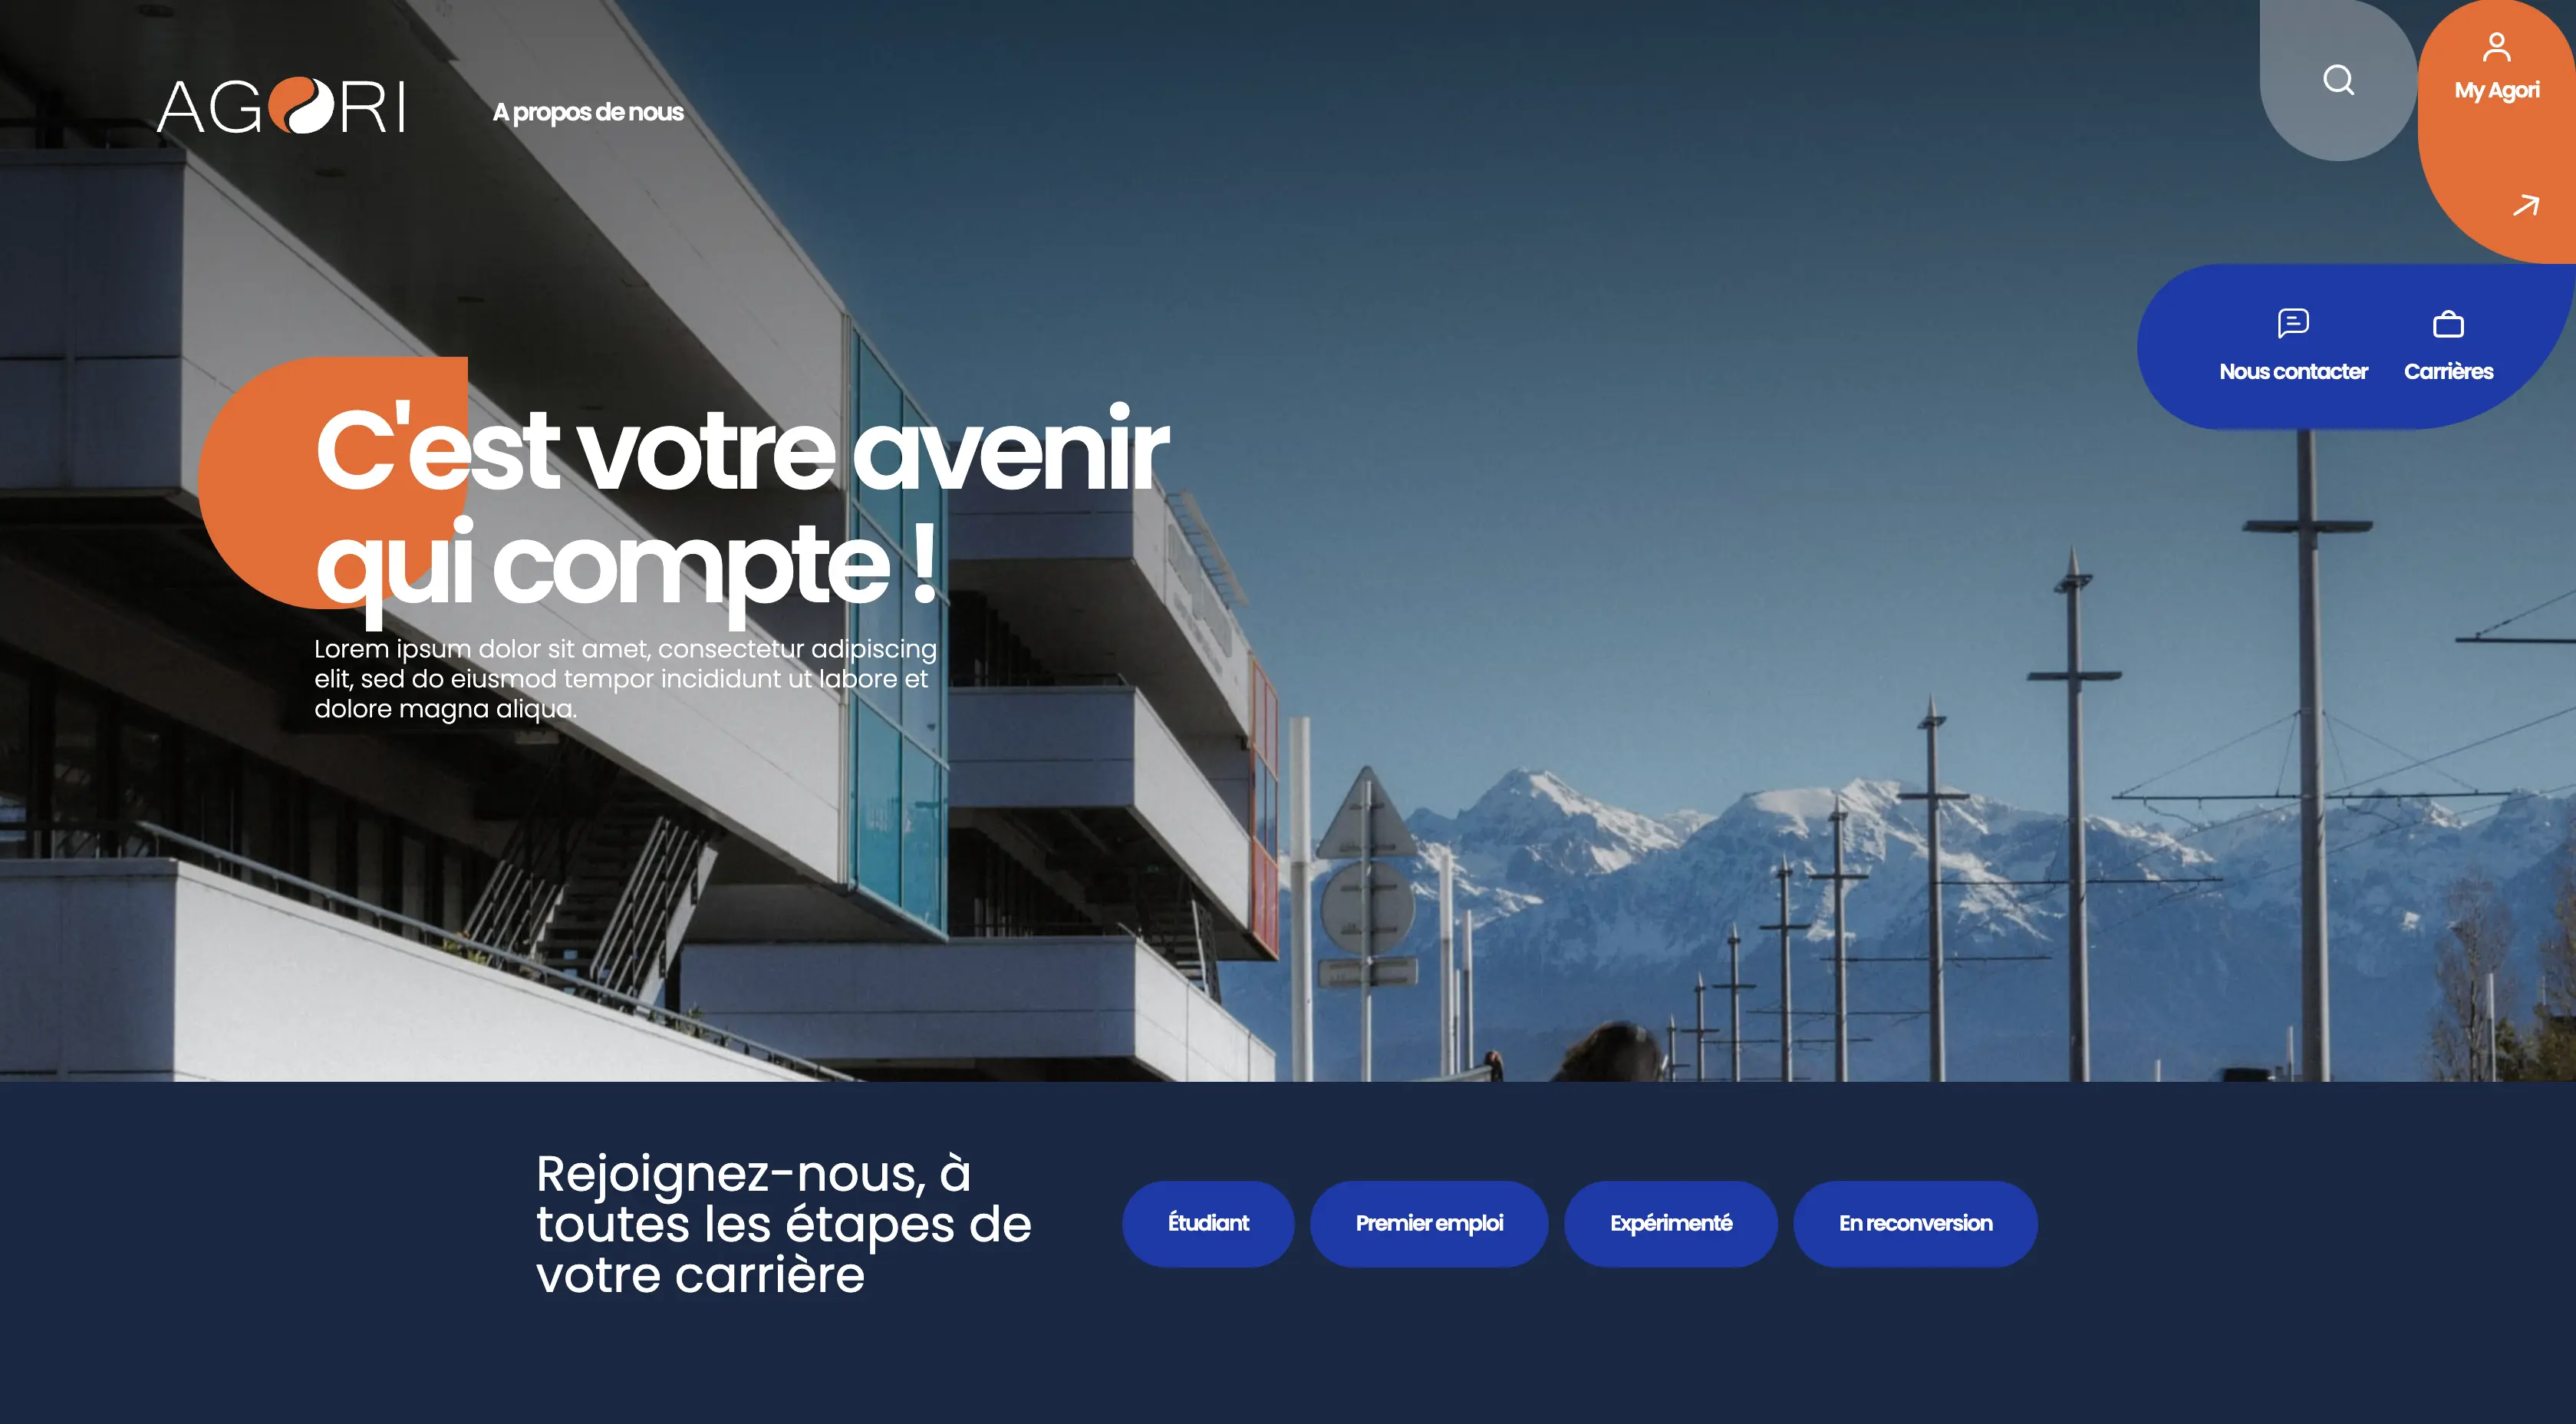 AGORI
A propos de nous
My Agori
Nous contacter
Carrières
C'est votre avenir
qui compte !
Lorem ipsum dolor sit amet, consectetur adipiscing
elit, sed do eiusmod tempor incididunt ut labore et
dolore magna aliqua.
Rejoignez-nous, à
toutes les étapes de
votre carrière
Étudiant
Premier emploi
Expérimenté
En reconversion